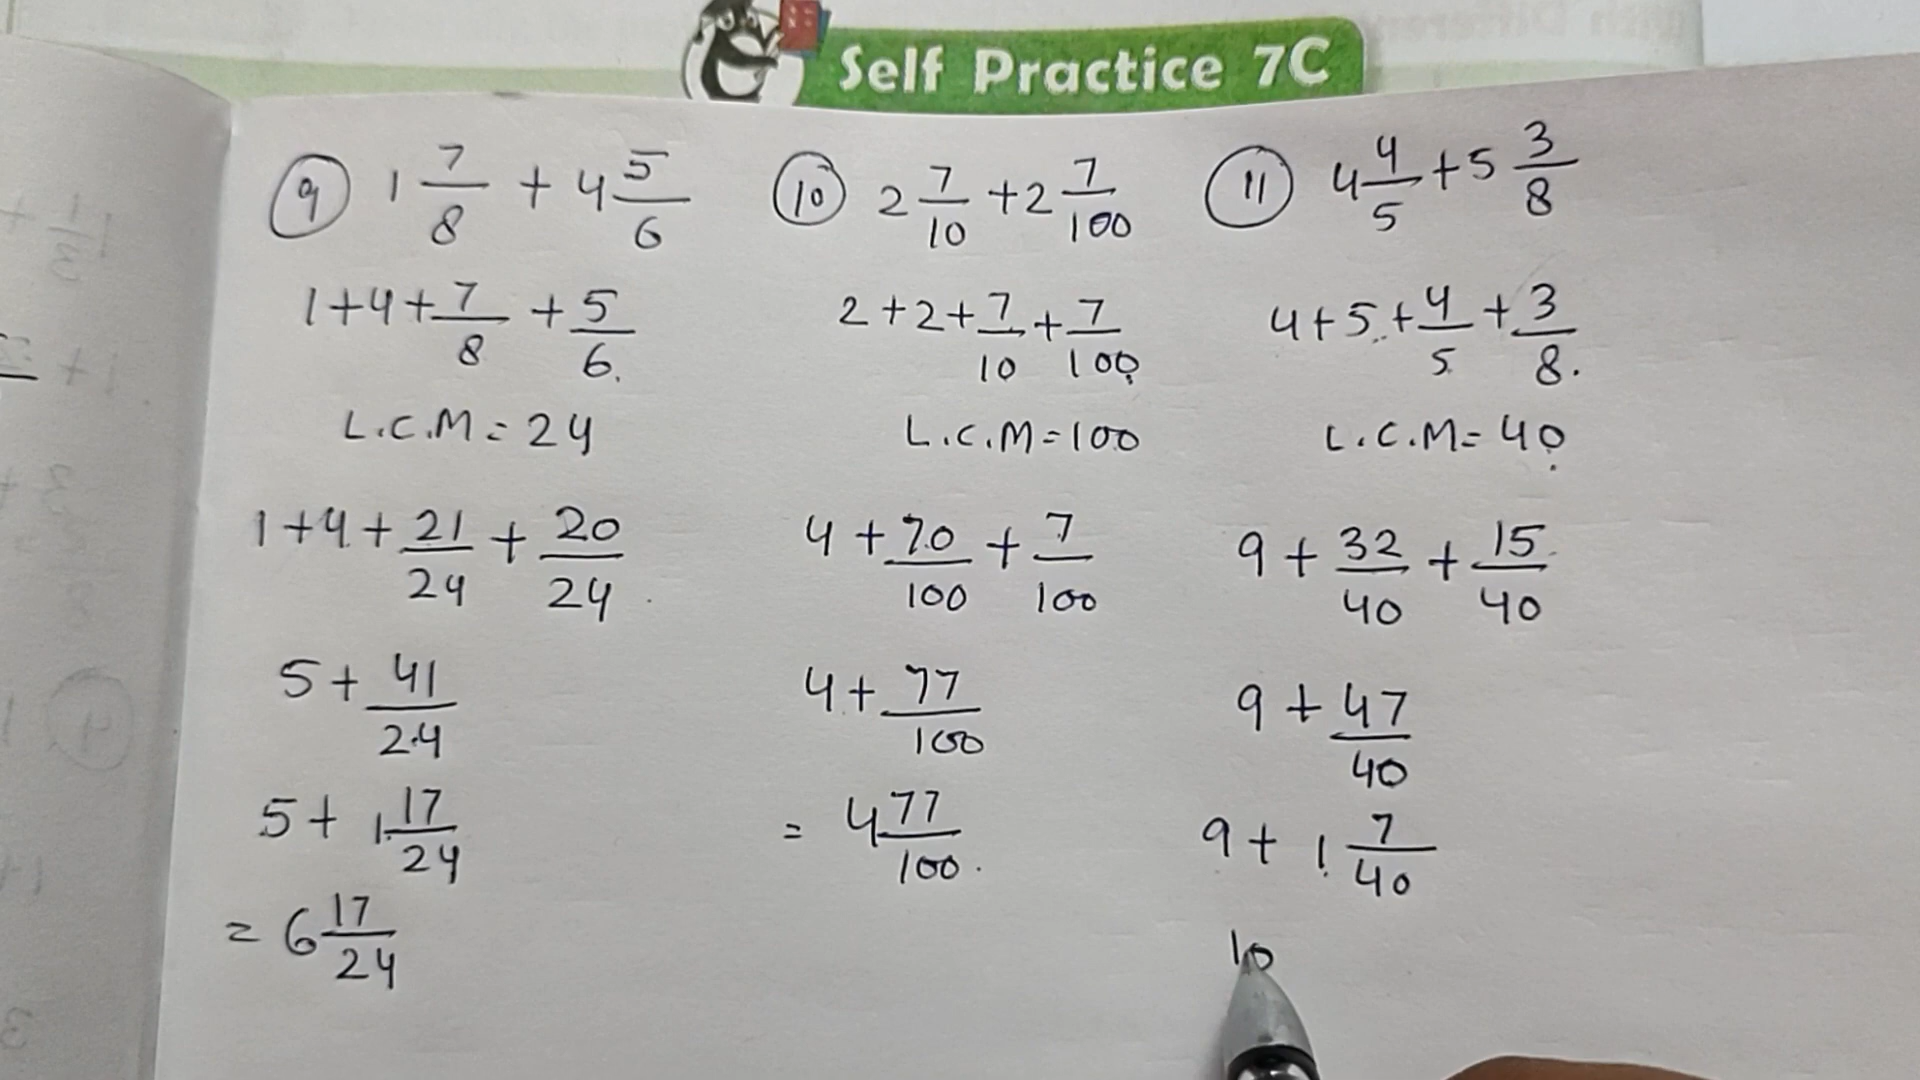 Self Practice 7C
(9) 1 7/8 + 4 5/6
1+4+ 7/8 + 5/6.
L.C.M = 24
1+4+ 21/24 + 20/24
5 + 41/24
5 + 1 17/24
= 6 17/24
(10) 2 7/10 + 2 7/100
2+2+ 7/10 + 7/100
L.C.M = 100
4 + 70/100 + 7/100
4 + 77/100
= 4 77/100.
(11) 4 4/5 + 5 3/8
4+5+ 4/5 + 3/8.
L.C.M = 40
9 + 32/40 + 15/40
9 + 47/40
9 + 1 7/40
10